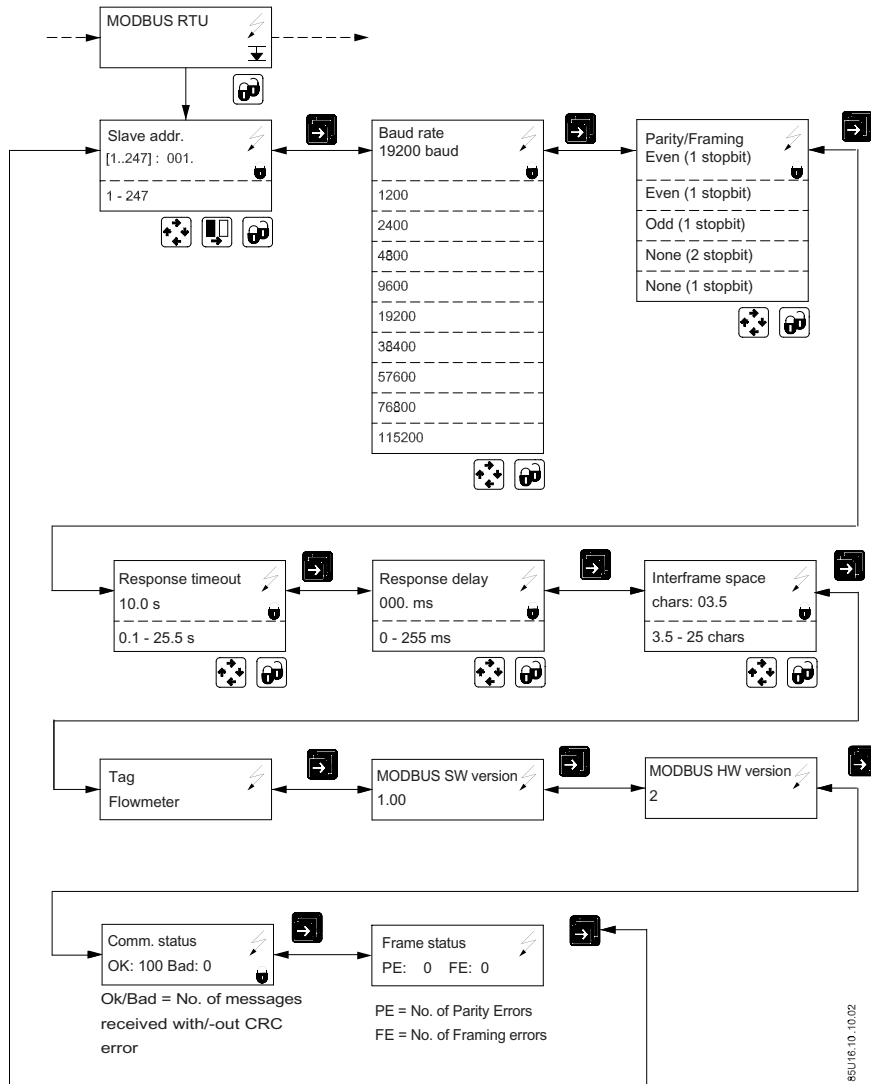 MODBUS RTU
Slave addr.
[1..247] : 001.
1 - 247
Baud rate
19200 baud
1200
2400
4800
9600
19200
38400
57600
76800
115200
Parity/Framing
Even (1 stopbit)
Even (1 stopbit)
Odd (1 stopbit)
None (2 stopbit)
None (1 stopbit)
Response timeout
10.0 s
0.1 - 25.5 s
Response delay
000. ms
0 - 255 ms
Interframe space
chars: 03.5
3.5 - 25 chars
Tag
Flowmeter
MODBUS SW version
1.00
MODBUS HW version
2
Comm. status
OK: 100 Bad: 0
Ok/Bad = No. of messages
received with/-out CRC
error
Frame status
PE: 0 FE: 0
PE = No. of Parity Errors
FE = No. of Framing errors
85U16.10.10.02